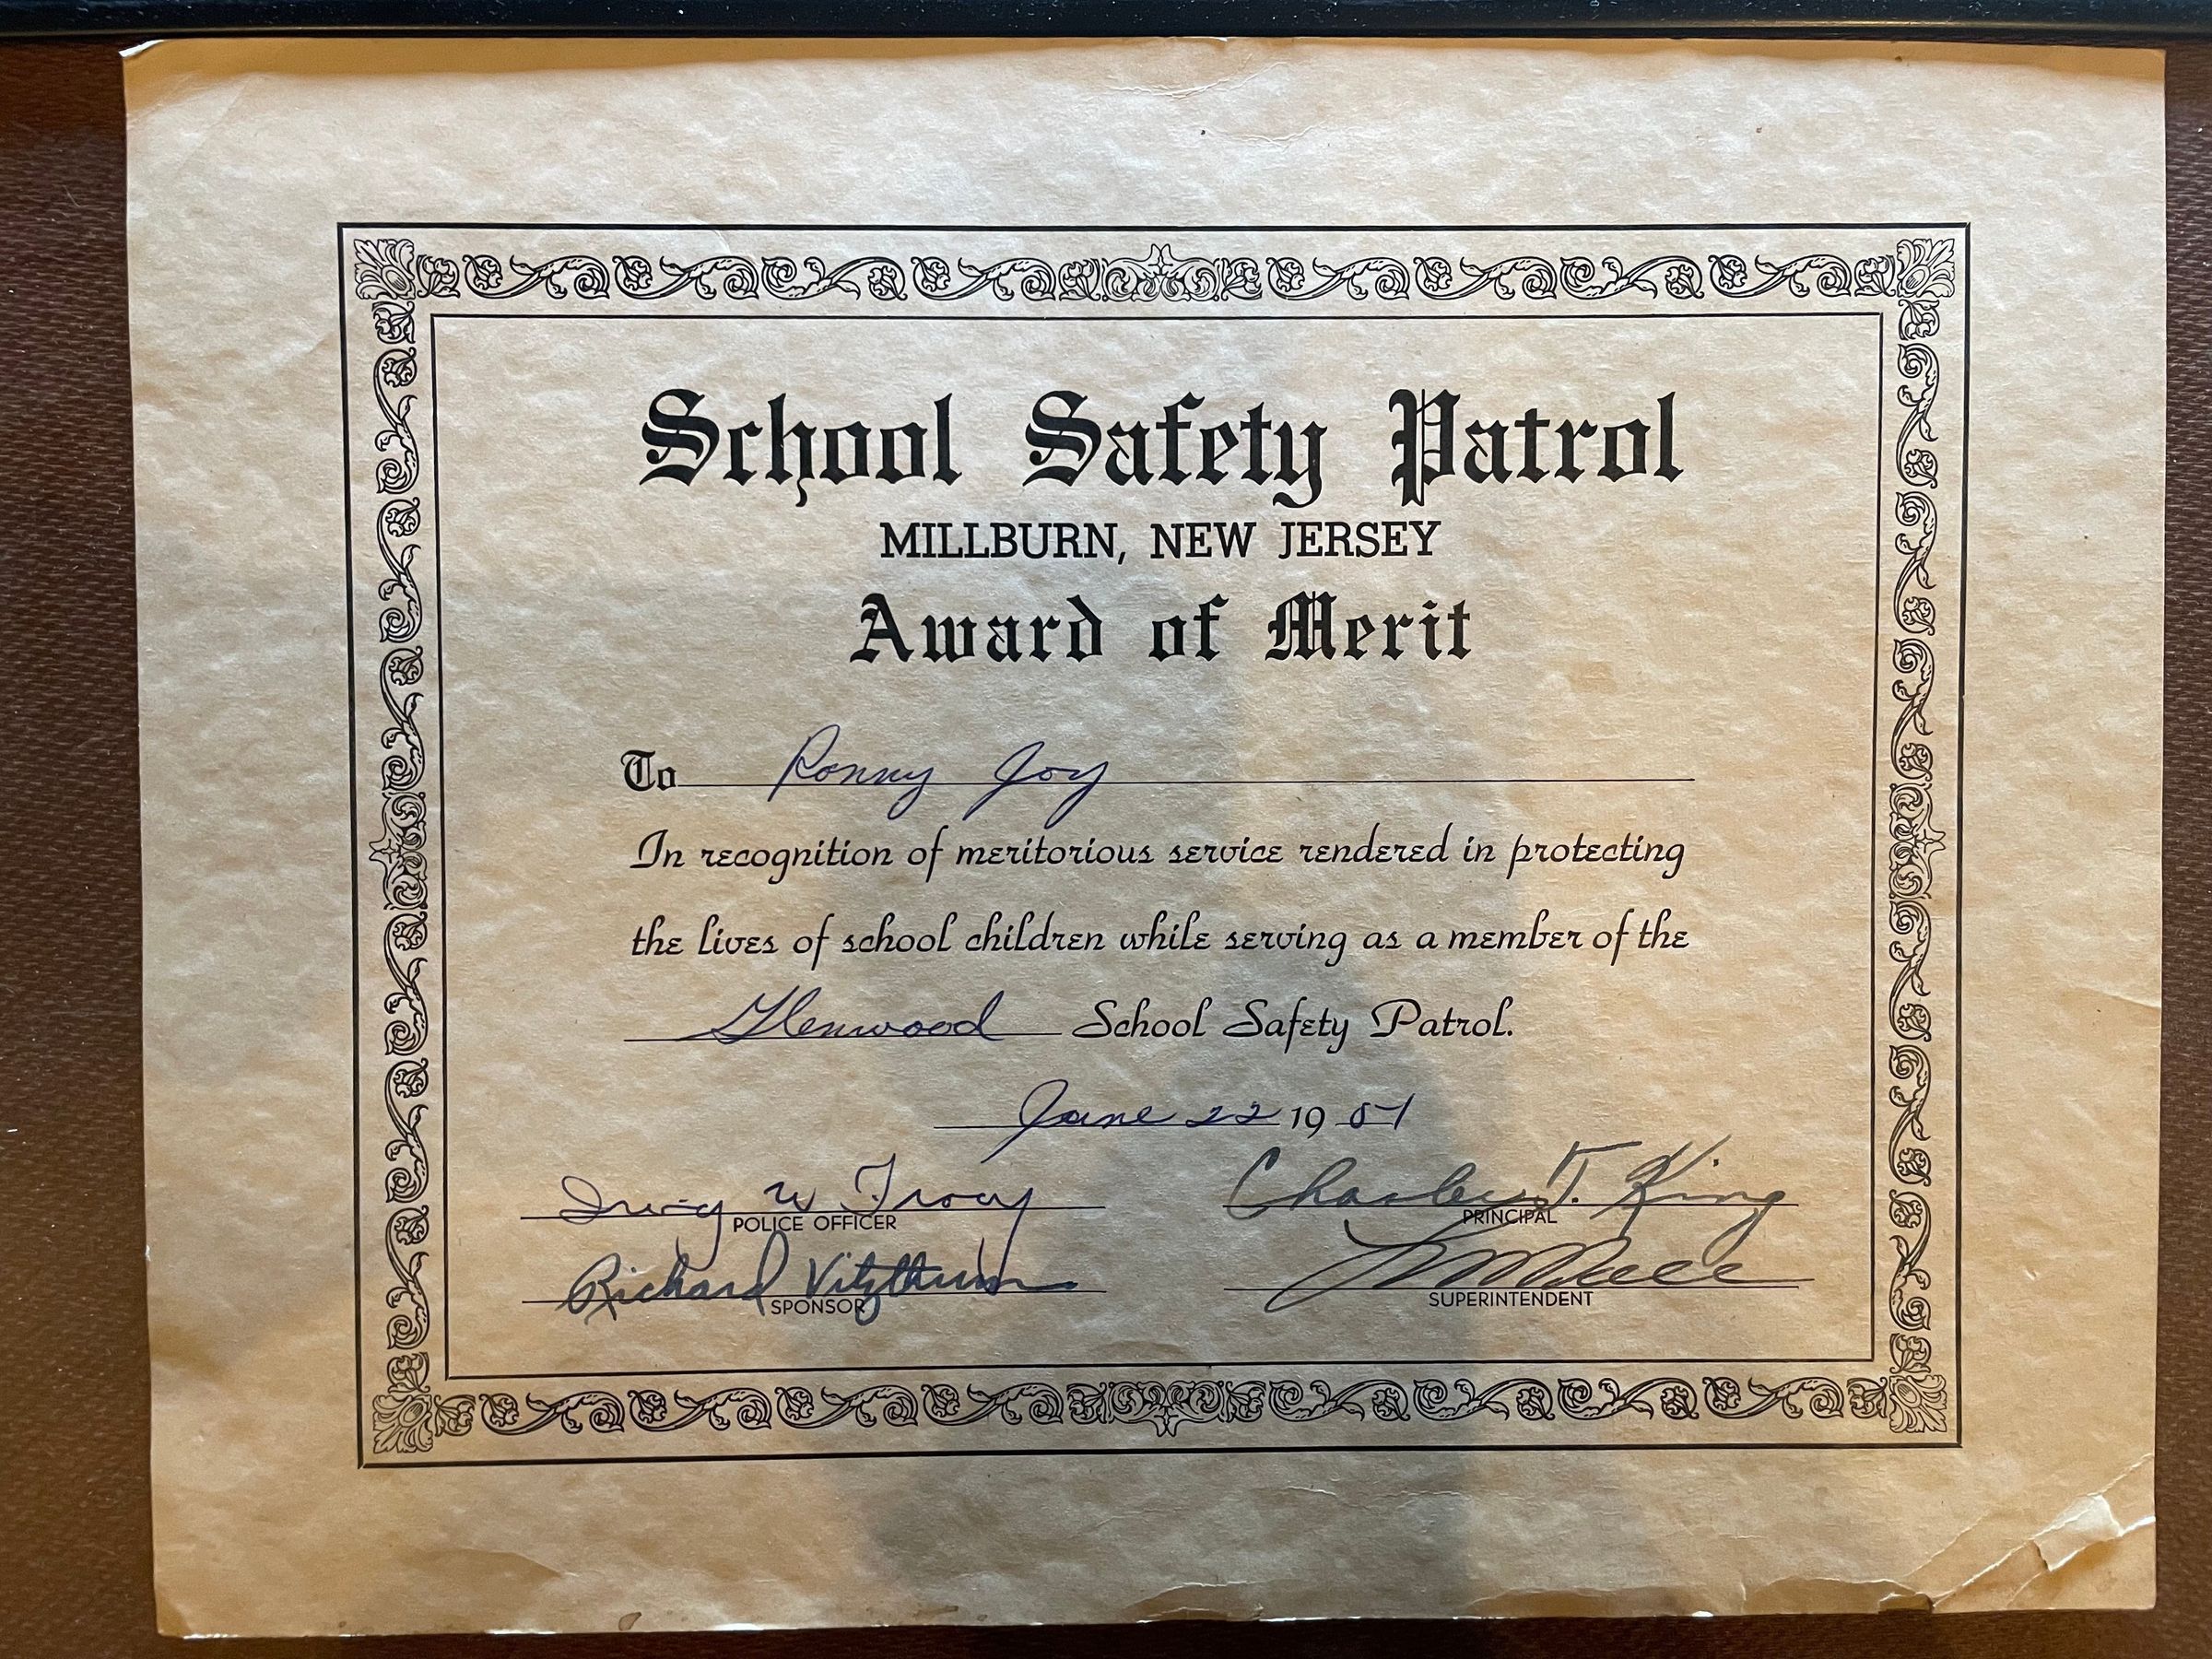 School Safety Patrol
MILLBURN, NEW JERSEY
Award of Merit
To Ronny Joy
In recognition of meritorious service rendered in protecting
the lives of school children while serving as a member of the
Glenwood School Safety Patrol.
June 22 19 
Charles T. King
POLICE OFFICER PRINCIPAL
Richard Vitzthum
SPONSOR SUPERINTENDENT